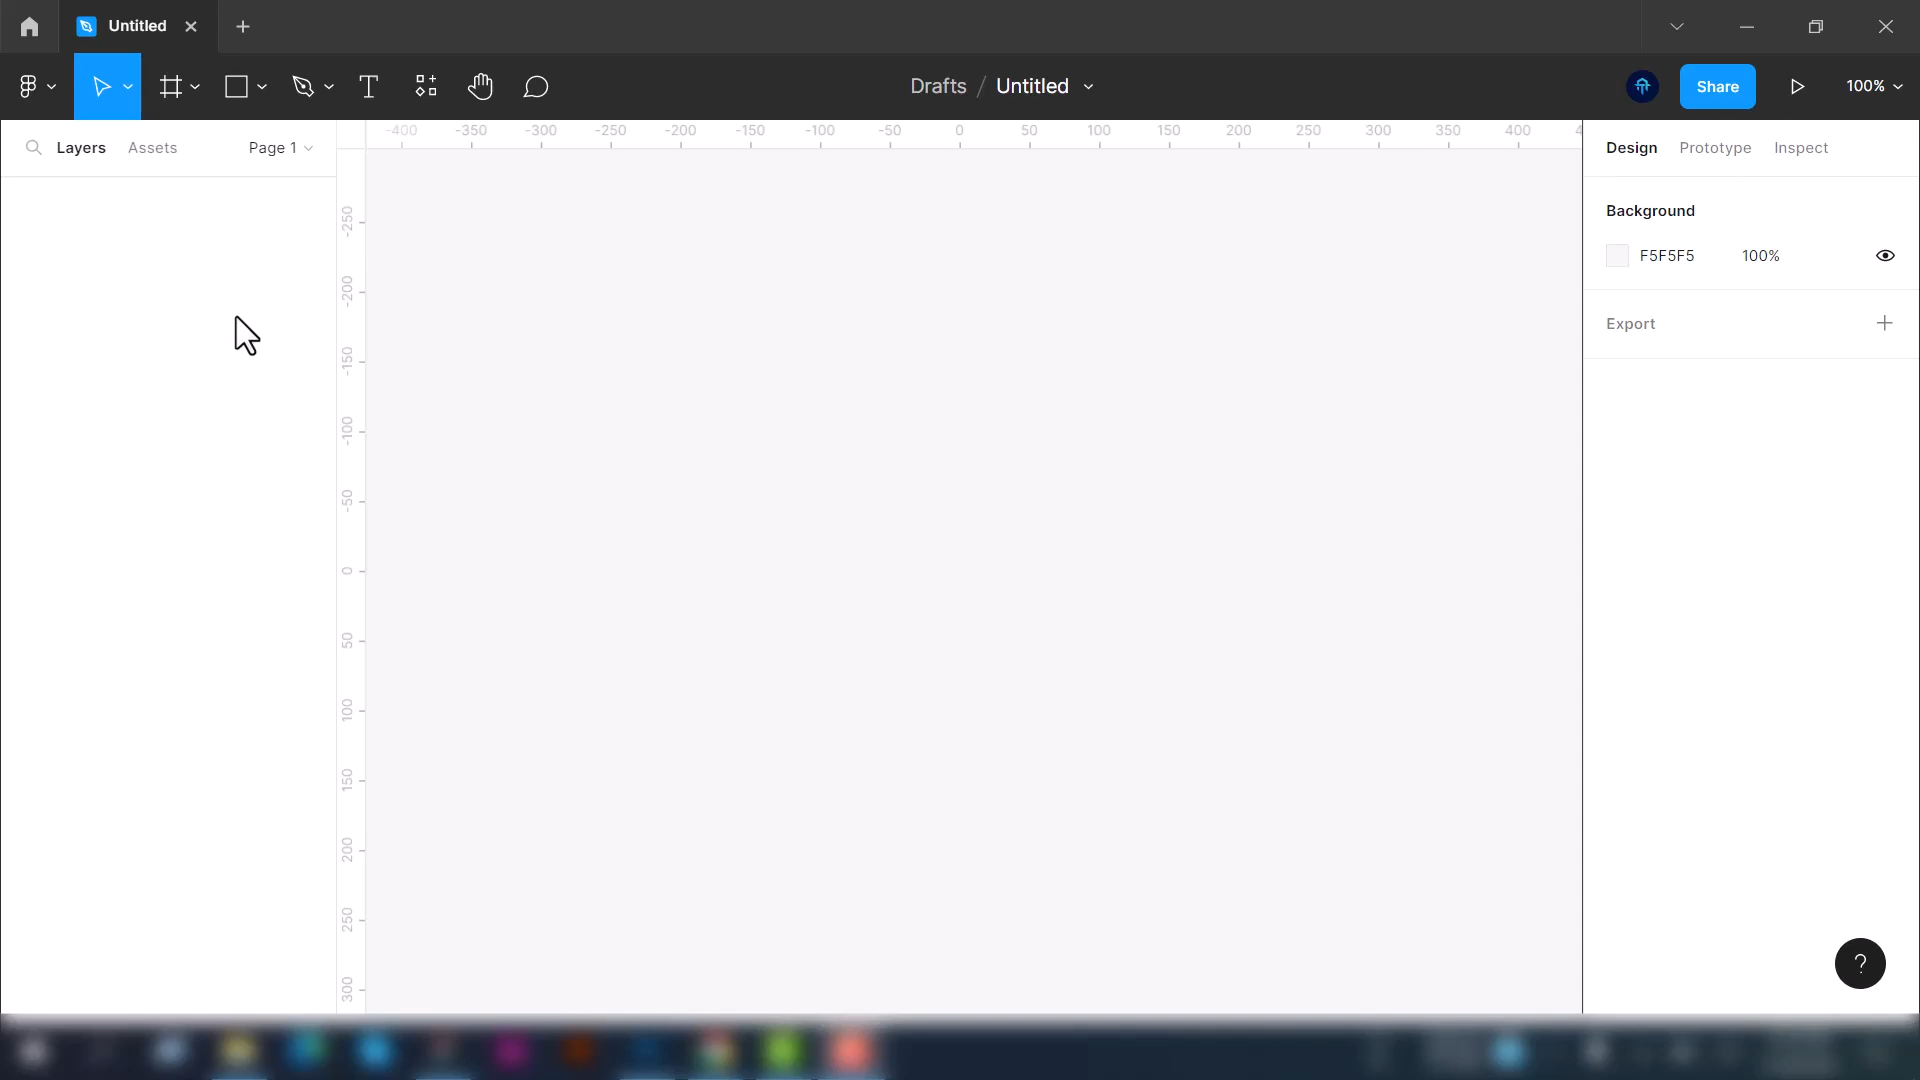 Untitled
Drafts / Untitled
Share
100%
Layers
Assets
Page 1
-400 -350 -300 -250 -200 -150 -100 -50 0 50 100 150 200 250 300 350 400
-250
-200
-150
-100
-50
0
50
100
150
200
250
300
Design
Prototype
Inspect
Background
F5F5F5
100%
Export
?